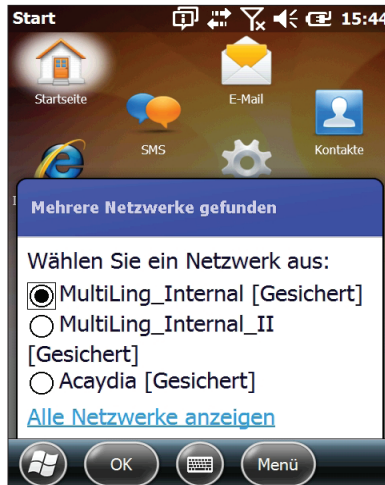 Start 15:44
Startseite
E-Mail
SMS
Kontakte
Mehrere Netzwerke gefunden
Wählen Sie ein Netzwerk aus:
MultiLing_Internal [Gesichert]
MultiLing_Internal_II
[Gesichert]
Acaydia [Gesichert]
Alle Netzwerke anzeigen
OK Menü